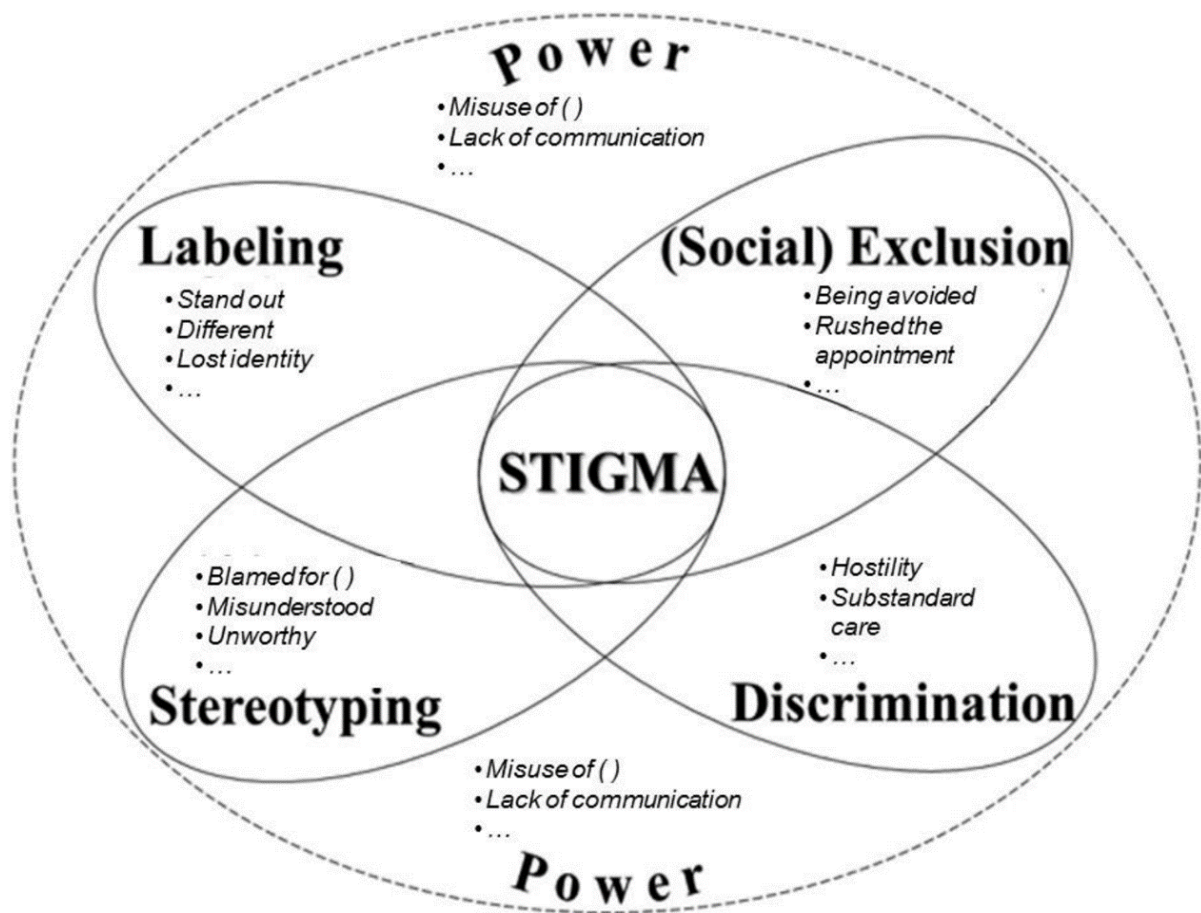 Power
• Misuse of ( )
• Lack of communication
• ...
Labeling
• Stand out
• Different
• Lost identity
• ...
(Social) Exclusion
• Being avoided
• Rushed the
appointment
• ...
STIGMA
• Blamed for ( )
• Misunderstood
• Unworthy
• ...
Stereotyping
• Hostility
• Substandard
care
• ...
Discrimination
• Misuse of ( )
• Lack of communication
• ...
Power